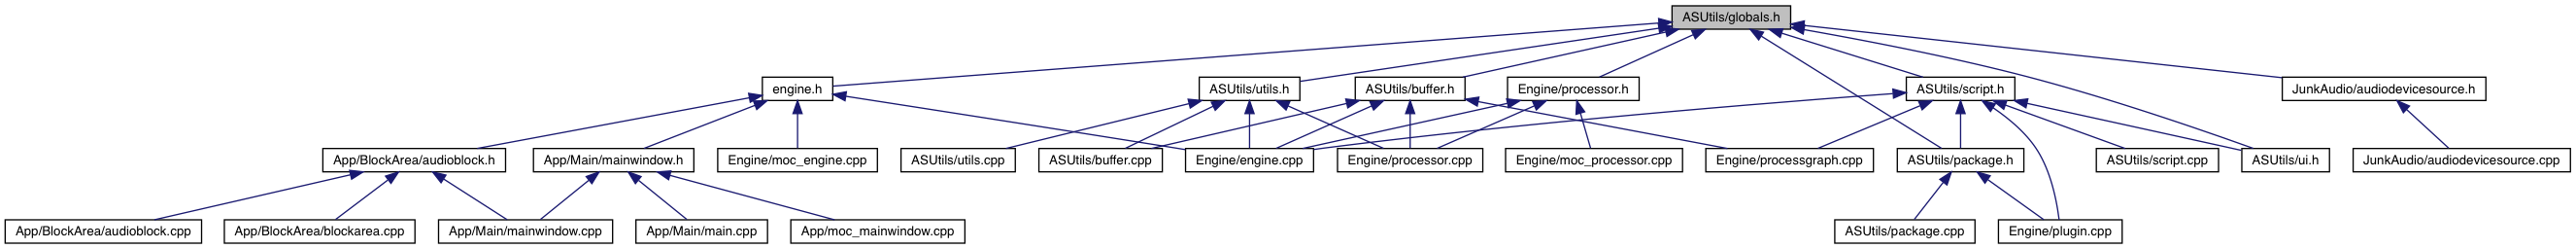 ASUtils/globals.h
engine.h
ASUtils/utils.h
ASUtils/buffer.h
Engine/processor.h
ASUtils/script.h
JunkAudio/audiodevicesource.h
App/BlockArea/audioblock.h
App/Main/mainwindow.h
Engine/moc_engine.cpp
ASUtils/utils.cpp
ASUtils/buffer.cpp
Engine/engine.cpp
Engine/processor.cpp
Engine/moc_processor.cpp
Engine/processgraph.cpp
ASUtils/package.h
ASUtils/script.cpp
ASUtils/ui.h
JunkAudio/audiodevicesource.cpp
App/BlockArea/audioblock.cpp
App/BlockArea/blockarea.cpp
App/Main/mainwindow.cpp
App/Main/main.cpp
App/moc_mainwindow.cpp
ASUtils/package.cpp
Engine/plugin.cpp